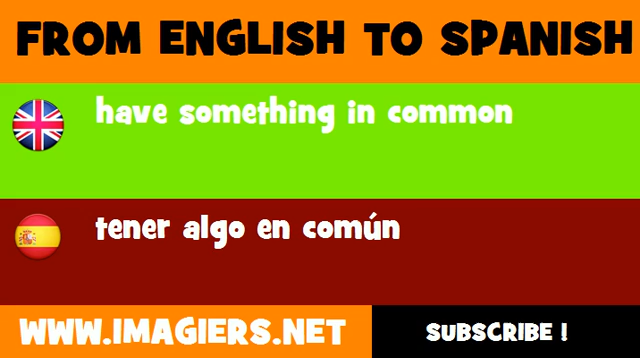 FROM ENGLISH TO SPANISH
have something in common
tener algo en común
WWW.IMAGIERS.NET
SUBSCRIBE !